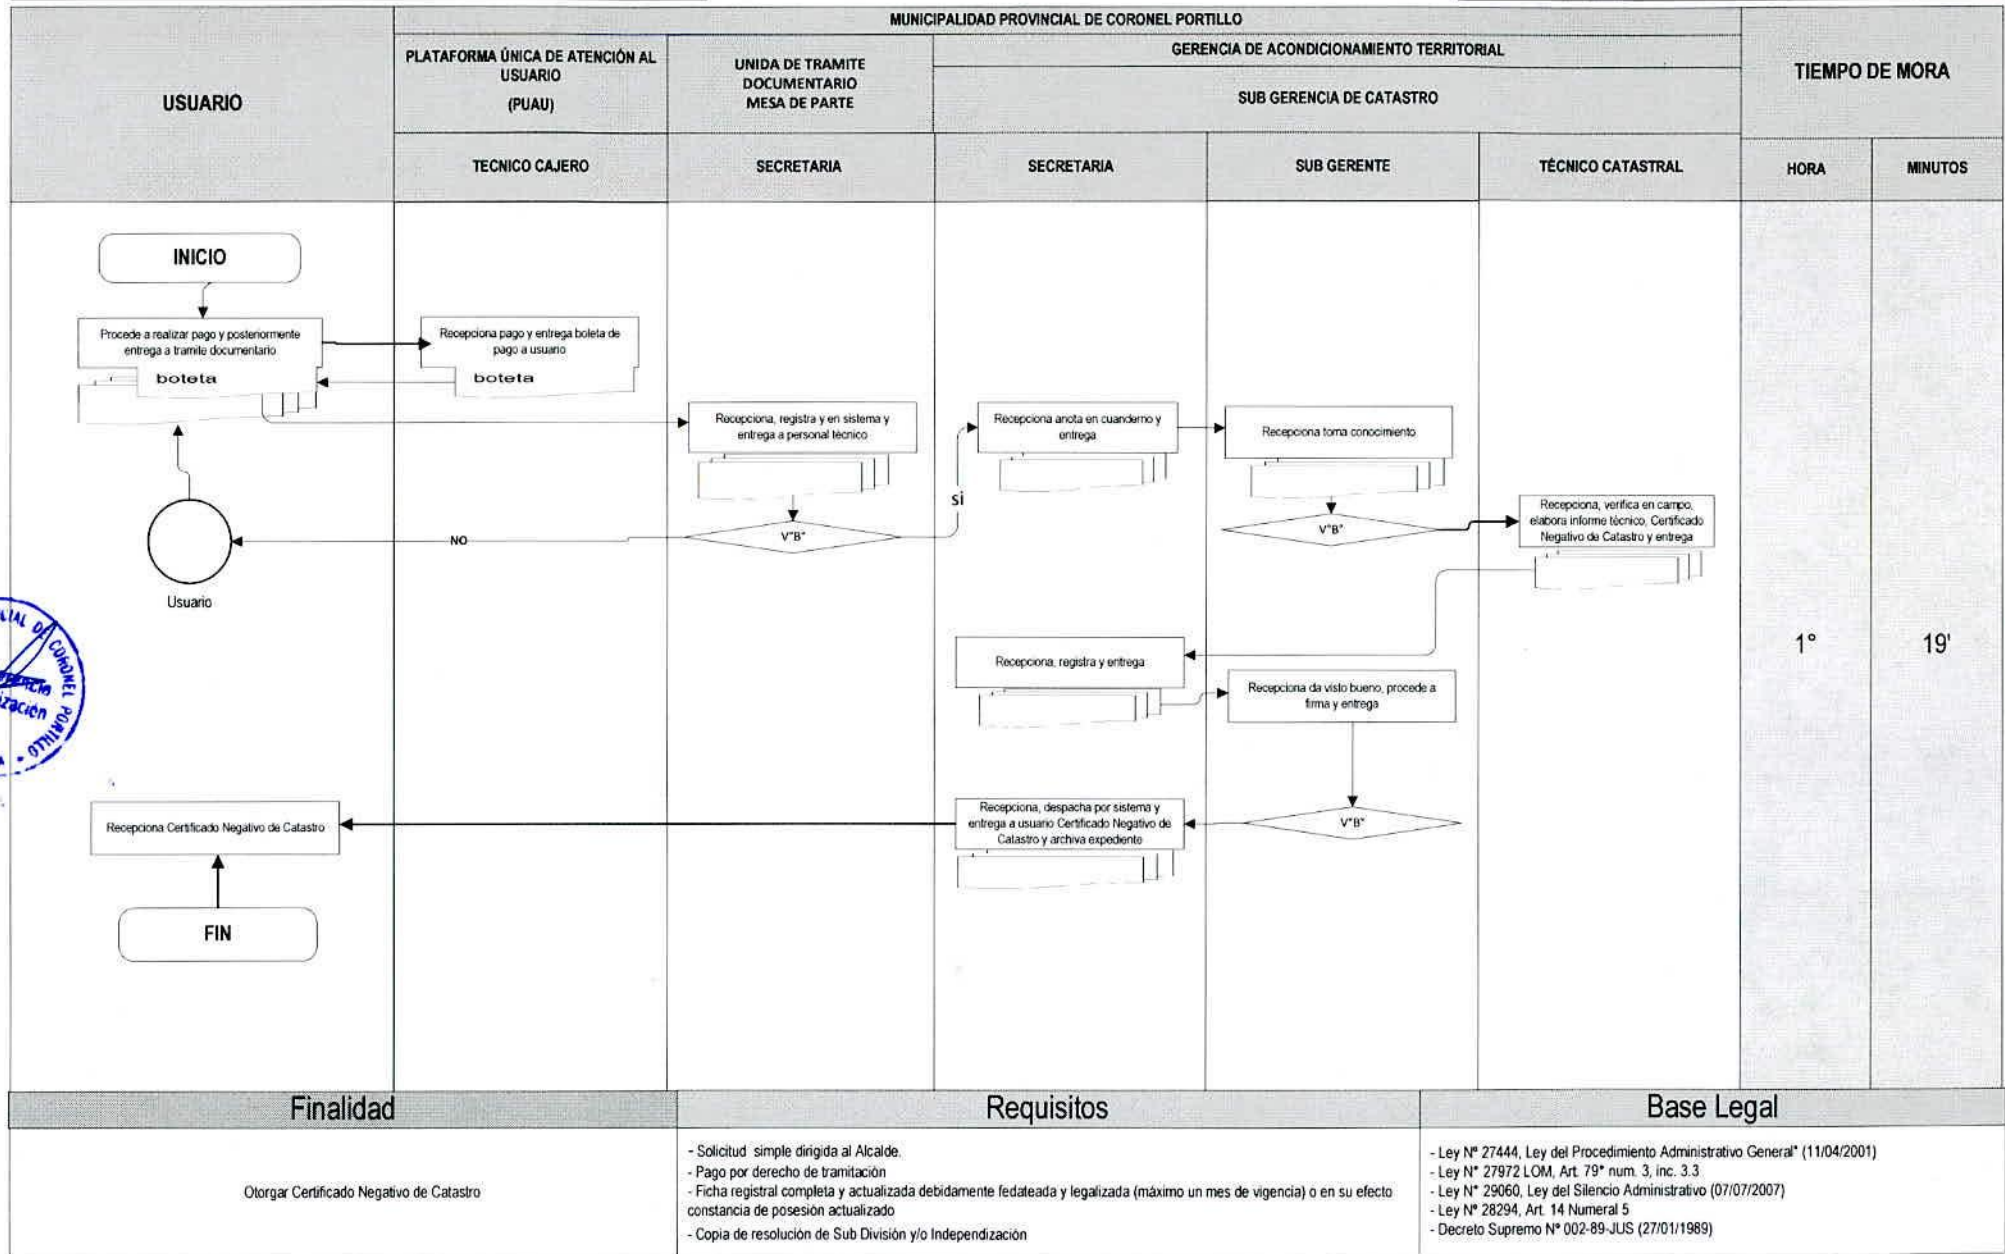 MUNICIPALIDAD PROVINCIAL DE CORONEL PORTILLO
USUARIO
PLATAFORMA ÚNICA DE ATENCIÓN AL
USUARIO
(PUAU)
UNIDA DE TRAMITE
DOCUMENTARIO
MESA DE PARTE
GERENCIA DE ACONDICIONAMIENTO TERRITORIAL
SUB GERENCIA DE CATASTRO
TIEMPO DE MORA
TECNICO CAJERO
SECRETARIA
SECRETARIA
SUB GERENTE
TÉCNICO CATASTRAL
HORA
MINUTOS
INICIO
Procede a realizar pago y posteriormente
entrega a tramite documentario
boteta
Recepciona pago y entrega boleta de
pago a usuario
boteta
Recepciona, registra y en sistema y
entrega a personal técnico
Recepciona anota en cuanderno y
entrega
Recepciona toma conocimiento
si
Recepciona, verifica en campo,
elabora informe técnico, Certificado
Negativo de Catastro y entrega
V°B°
V°B°
NO
Usuario
CORONEL PORTILLO
Recepciona, registra y entrega
Recepciona da visto bueno, procede a
firma y entrega
1°
19'
Recepciona Certificado Negativo de Catastro
Recepciona, despacha por sistema y
entrega a usuario Certificado Negativo de
Catastro y archiva expediente
V°B°
FIN
Finalidad
Requisitos
Base Legal
Otorgar Certificado Negativo de Catastro
- Solicitud simple dirigida al Alcalde.
- Pago por derecho de tramitación
- Ficha registral completa y actualizada debidamente fedateada y legalizada (máximo un mes de vigencia) o en su efecto
constancia de posesión actualizado
- Copia de resolución de Sub División y/o Independización
- Ley Nº 27444, Ley del Procedimiento Administrativo General" (11/04/2001)
- Ley N° 27972 LOM, Art. 79° num. 3, inc. 3.3
- Ley N° 29060, Ley del Silencio Administrativo (07/07/2007)
- Ley Nº 28294, Art. 14 Numeral 5
- Decreto Supremo Nº 002-89-JUS (27/01/1989)